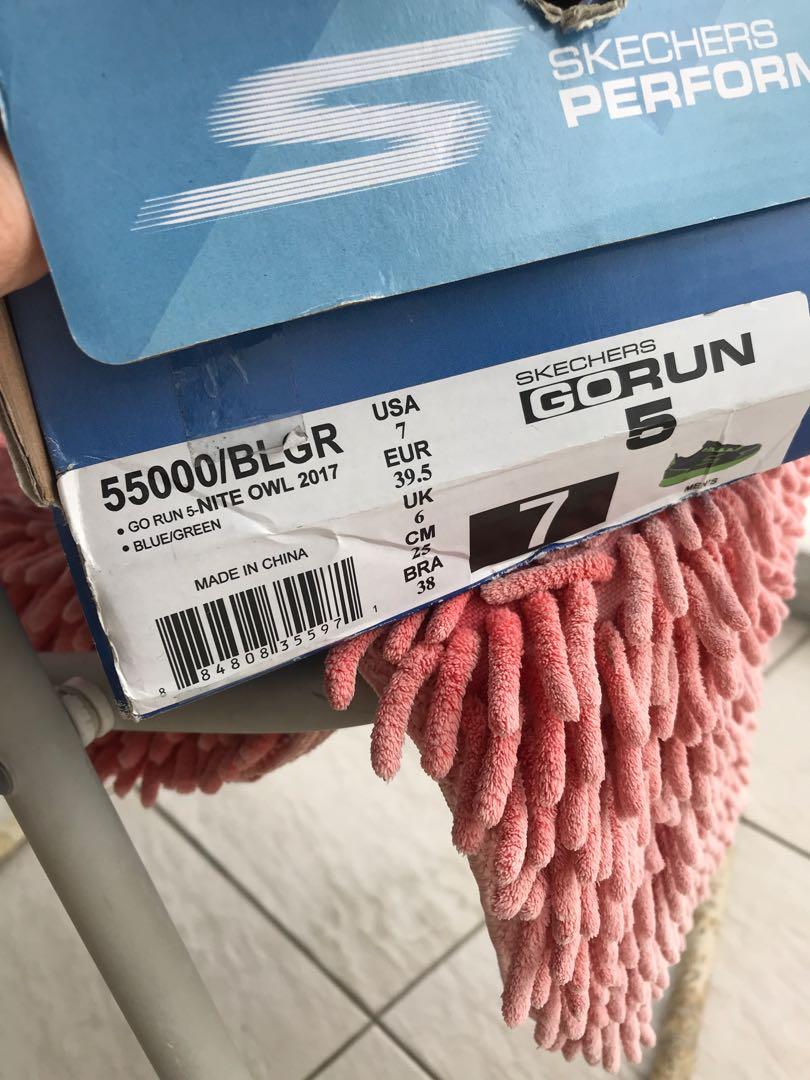 SKECHERS
PERFORM
SKECHERS
GORUN
5
55000/BLGR
• GO RUN 5-NITE OWL 2017
• BLUE/GREEN
MADE IN CHINA
8 84808 35597 1
USA
7
EUR
39.5
UK
6
CM
25
BRA
38
7
MEN'S